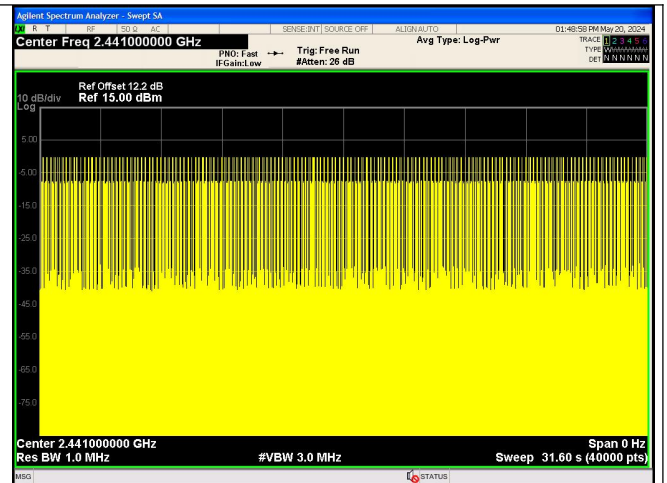 Agilent Spectrum Analyzer - Swept SA
R T RF 50 Ω AC SENSE:INT SOURCE OFF ALIGN AUTO 01:48:58 PM May 20, 2024
Center Freq 2.441000000 GHz Avg Type: Log-Pwr TRACE 1 2 3 4 5 6
PNO: Fast Trig: Free Run TYPE
IFGain:Low #Atten: 26 dB DET N N N N N N
Ref Offset 12.2 dB
10 dB/div Ref 15.00 dBm
Log
5.00
-5.00
-15.0
-25.0
-35.0
-45.0
-55.0
-65.0
-75.0
Center 2.441000000 GHz Span 0 Hz
Res BW 1.0 MHz #VBW 3.0 MHz Sweep 31.60 s (40000 pts)
MSG STATUS